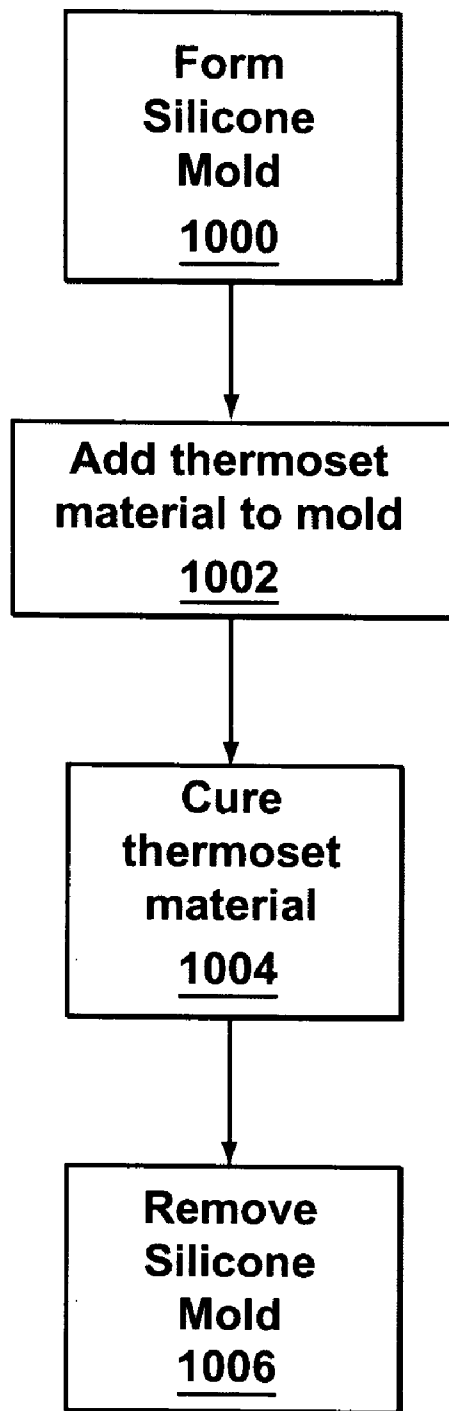 Form
Silicone
Mold
1000
Add thermoset
material to mold
1002
Cure
thermoset
material
1004
Remove
Silicone
Mold
1006